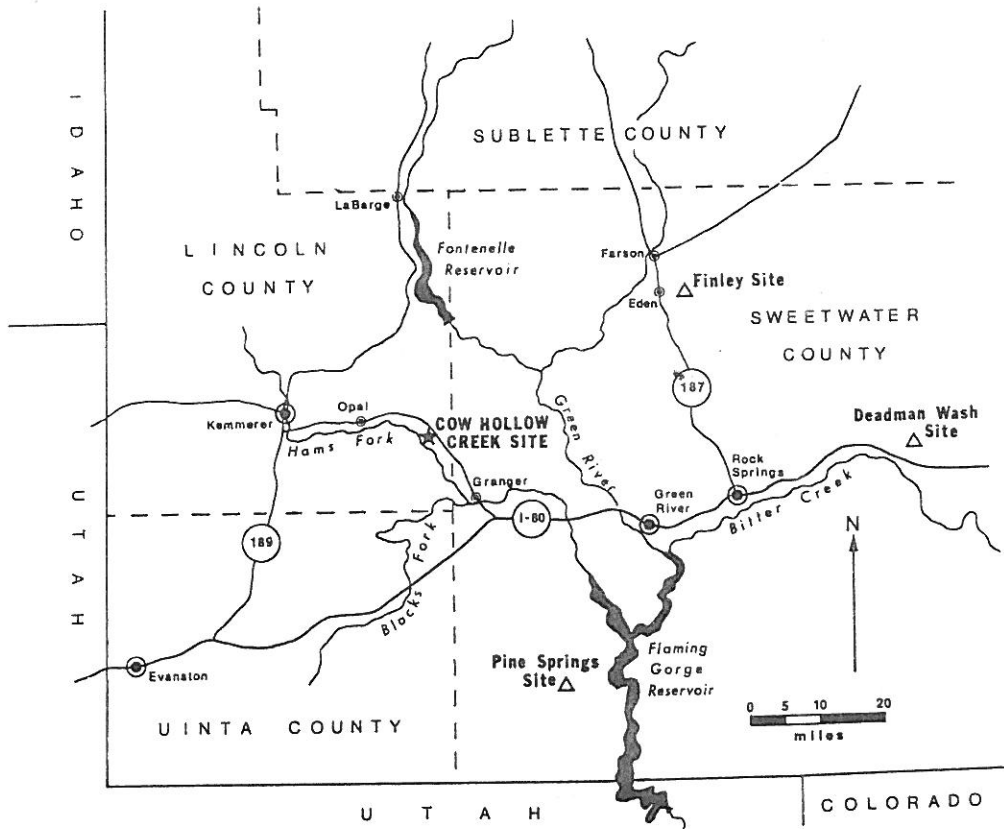 IDAHO
SUBLETTE COUNTY
LaBarge
LINCOLN
COUNTY
Fontenelle
Reservoir
Farson
Eden
Finley Site
SWEETWATER
COUNTY
187
Deadman Wash
Site
Kemmerer
Opal
Hams Fork
COW HOLLOW
CREEK SITE
Green River
Rock
Springs
Granger
Green
River
Bitter Creek
I-80
UTAH
189
Blacks Fork
N
Evanston
Pine Springs
Site
Flaming
Gorge
Reservoir
UINTA COUNTY
0 5 10 20
miles
UTAH
COLORADO